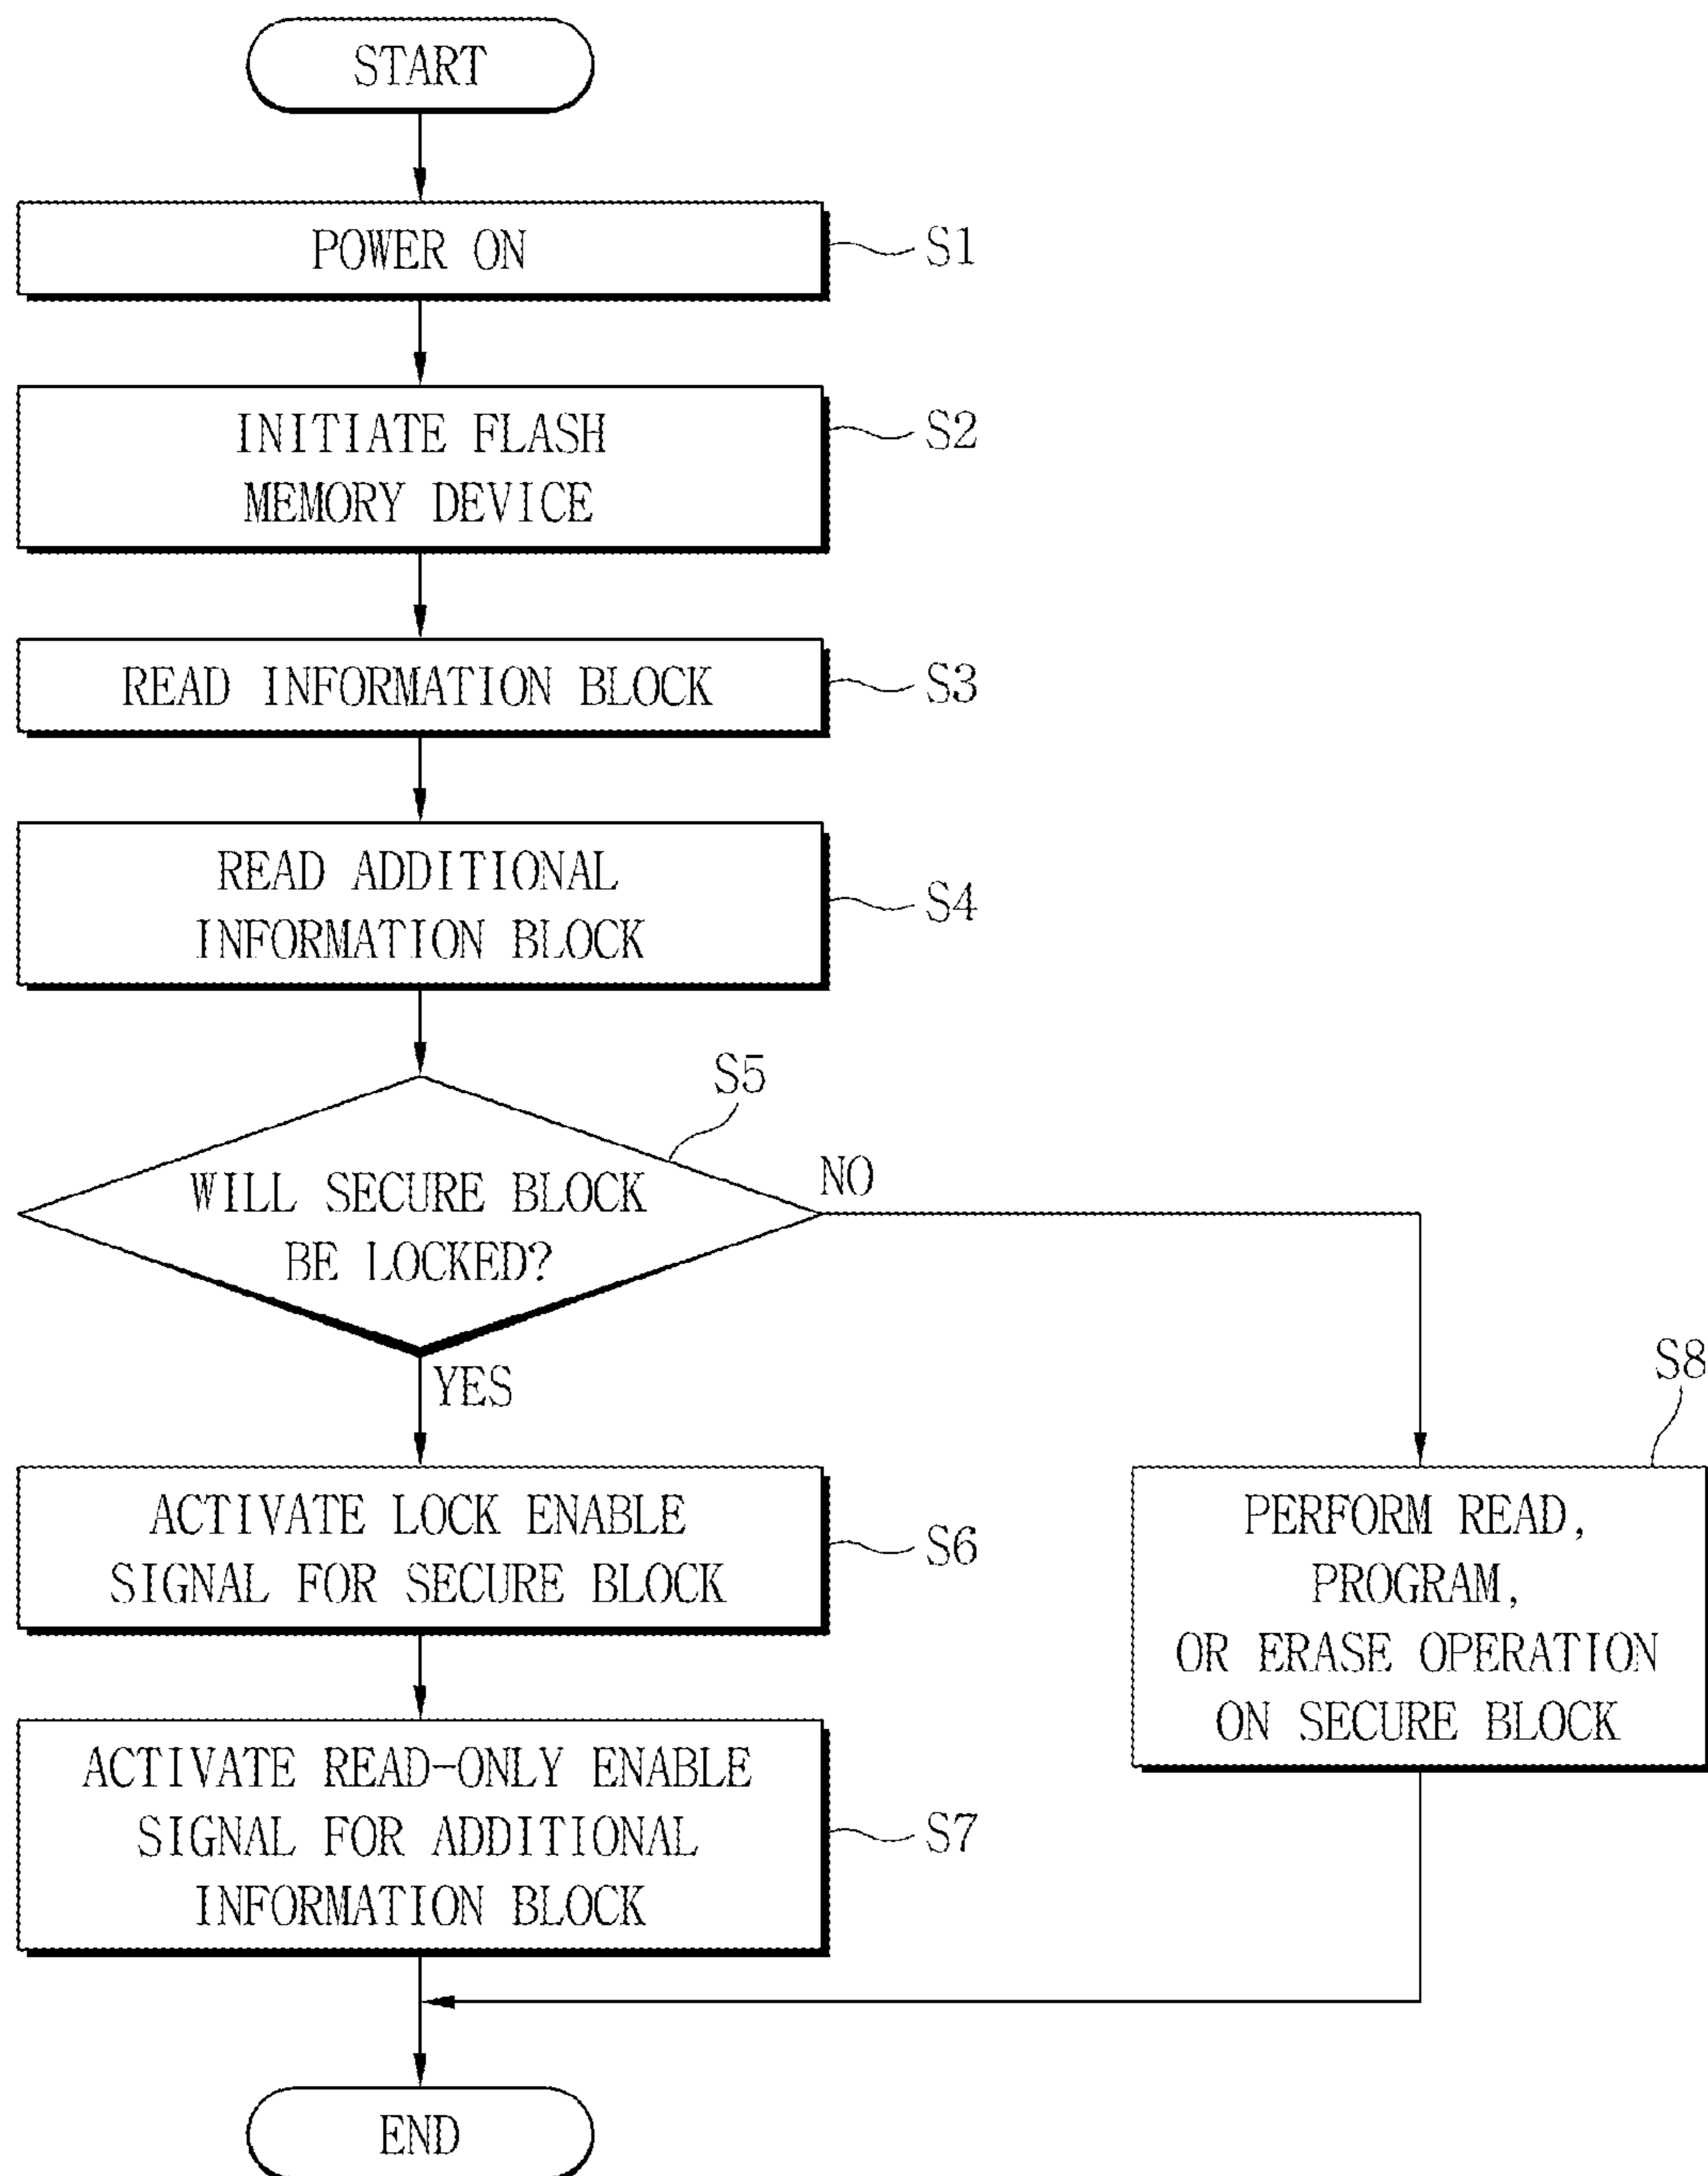 START
POWER ON
S1
INITIATE FLASH
MEMORY DEVICE
S2
READ INFORMATION BLOCK
S3
READ ADDITIONAL
INFORMATION BLOCK
S4
S5
WILL SECURE BLOCK
BE LOCKED?
NO
YES
ACTIVATE LOCK ENABLE
SIGNAL FOR SECURE BLOCK
S6
ACTIVATE READ-ONLY ENABLE
SIGNAL FOR ADDITIONAL
INFORMATION BLOCK
S7
S8
PERFORM READ,
PROGRAM,
OR ERASE OPERATION
ON SECURE BLOCK
END